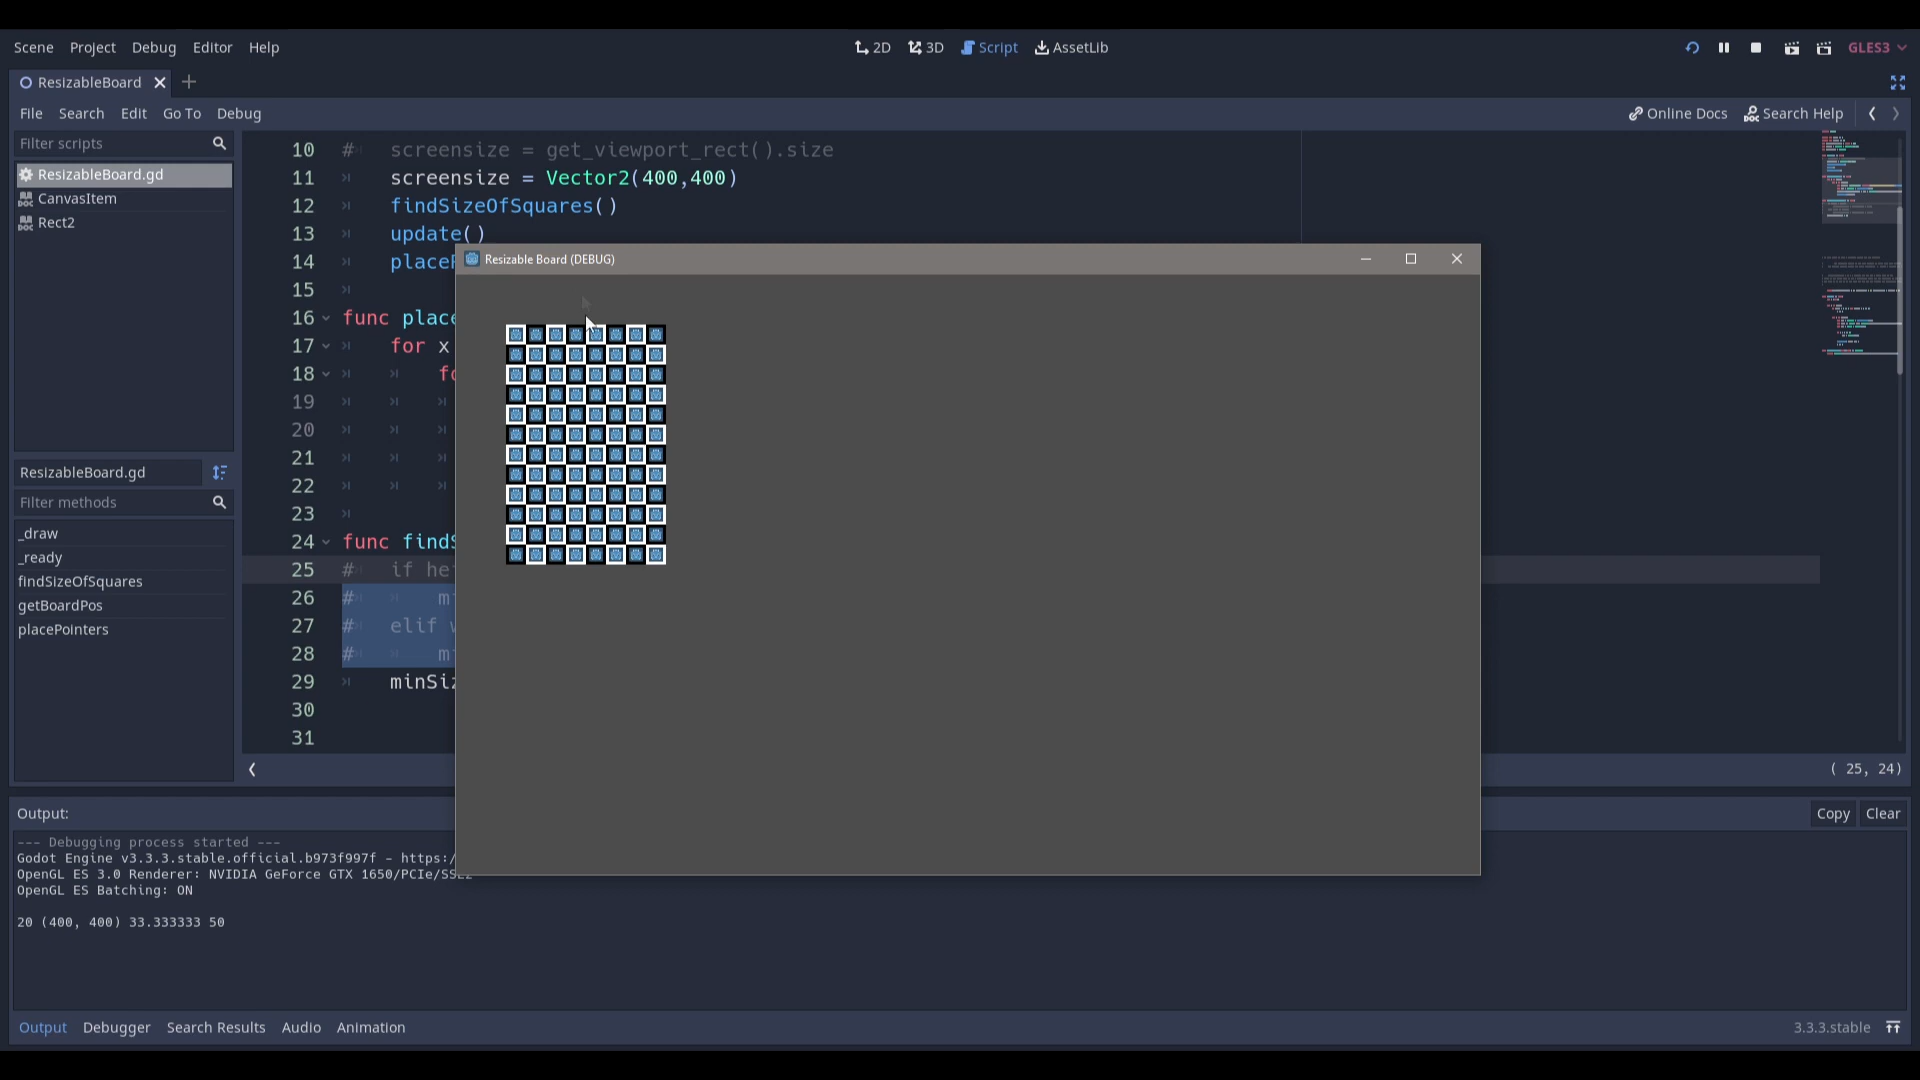 Scene Project Debug Editor Help
2D 3D Script AssetLib
GLES3
ResizableBoard
File Search Edit Go To Debug
Online Docs Search Help
Filter scripts
ResizableBoard.gd
CanvasItem
Rect2
ResizableBoard.gd
Filter methods
_draw
_ready
findSizeOfSquares
getBoardPos
placePointers
10 # screensize = get_viewport_rect().size
11 screensize = Vector2(400,400)
12 findSizeOfSquares()
13 update()
14 place
15
16 func place
17 for x
18
19
20
21
22
23
24 func finds
25 # if he
26 # m
27 # elif
28 # m
29 minSiz
30
31
Resizable Board (DEBUG)
( 25, 24)
Output:
Copy Clear
--- Debugging process started ---
Godot Engine v3.3.3.stable.official.b973f997f - https:/
OpenGL ES 3.0 Renderer: NVIDIA GeForce GTX 1650/PCIe/SSE2
OpenGL ES Batching: ON
20 (400, 400) 33.333333 50
Output Debugger Search Results Audio Animation
3.3.3.stable